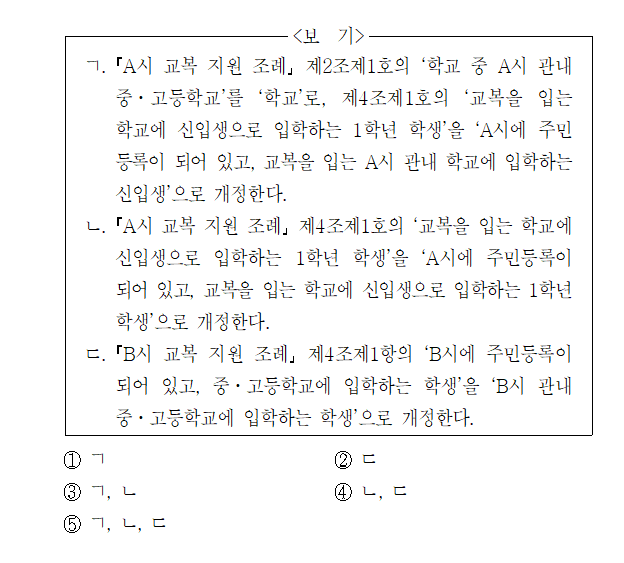 <보 기>
ㄱ. 「A시 교복 지원 조례」 제2조제1호의 ‘학교 중 A시 관내
중·고등학교’를 ‘학교’로, 제4조제1호의 ‘교복을 입는
학교에 신입생으로 입학하는 1학년 학생’을 ‘A시에 주민
등록이 되어 있고, 교복을 입는 A시 관내 학교에 입학하는
신입생’으로 개정한다.
ㄴ. 「A시 교복 지원 조례」 제4조제1호의 ‘교복을 입는 학교에
신입생으로 입학하는 1학년 학생’을 ‘A시에 주민등록이
되어 있고, 교복을 입는 학교에 신입생으로 입학하는 1학년
학생’으로 개정한다.
ㄷ. 「B시 교복 지원 조례」 제4조제1항의 ‘B시에 주민등록이
되어 있고, 중·고등학교에 입학하는 학생’을 ‘B시 관내
중·고등학교에 입학하는 학생’으로 개정한다.
① ㄱ ② ㄷ
③ ㄱ, ㄴ ④ ㄴ, ㄷ
⑤ ㄱ, ㄴ, ㄷ